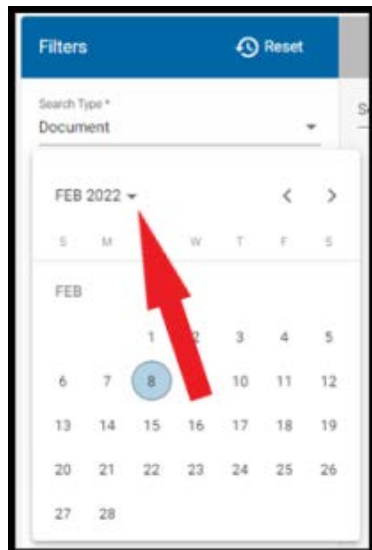 Filters Reset
Search Type *
Document
S
FEB 2022
S M W T F S
FEB
1 2 3 4 5
6 7 8 10 11 12
13 14 15 16 17 18 19
20 21 22 23 24 25 26
27 28